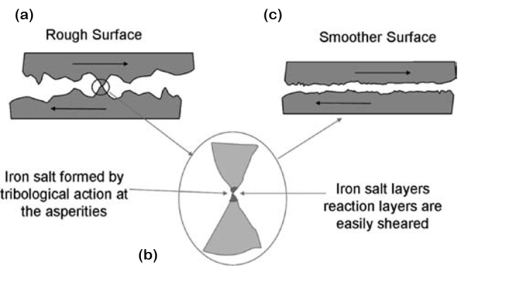 (a)
Rough Surface
(c)
Smoother Surface
Iron salt formed by
tribological action at
the asperities
Iron salt layers
reaction layers are
easily sheared
(b)